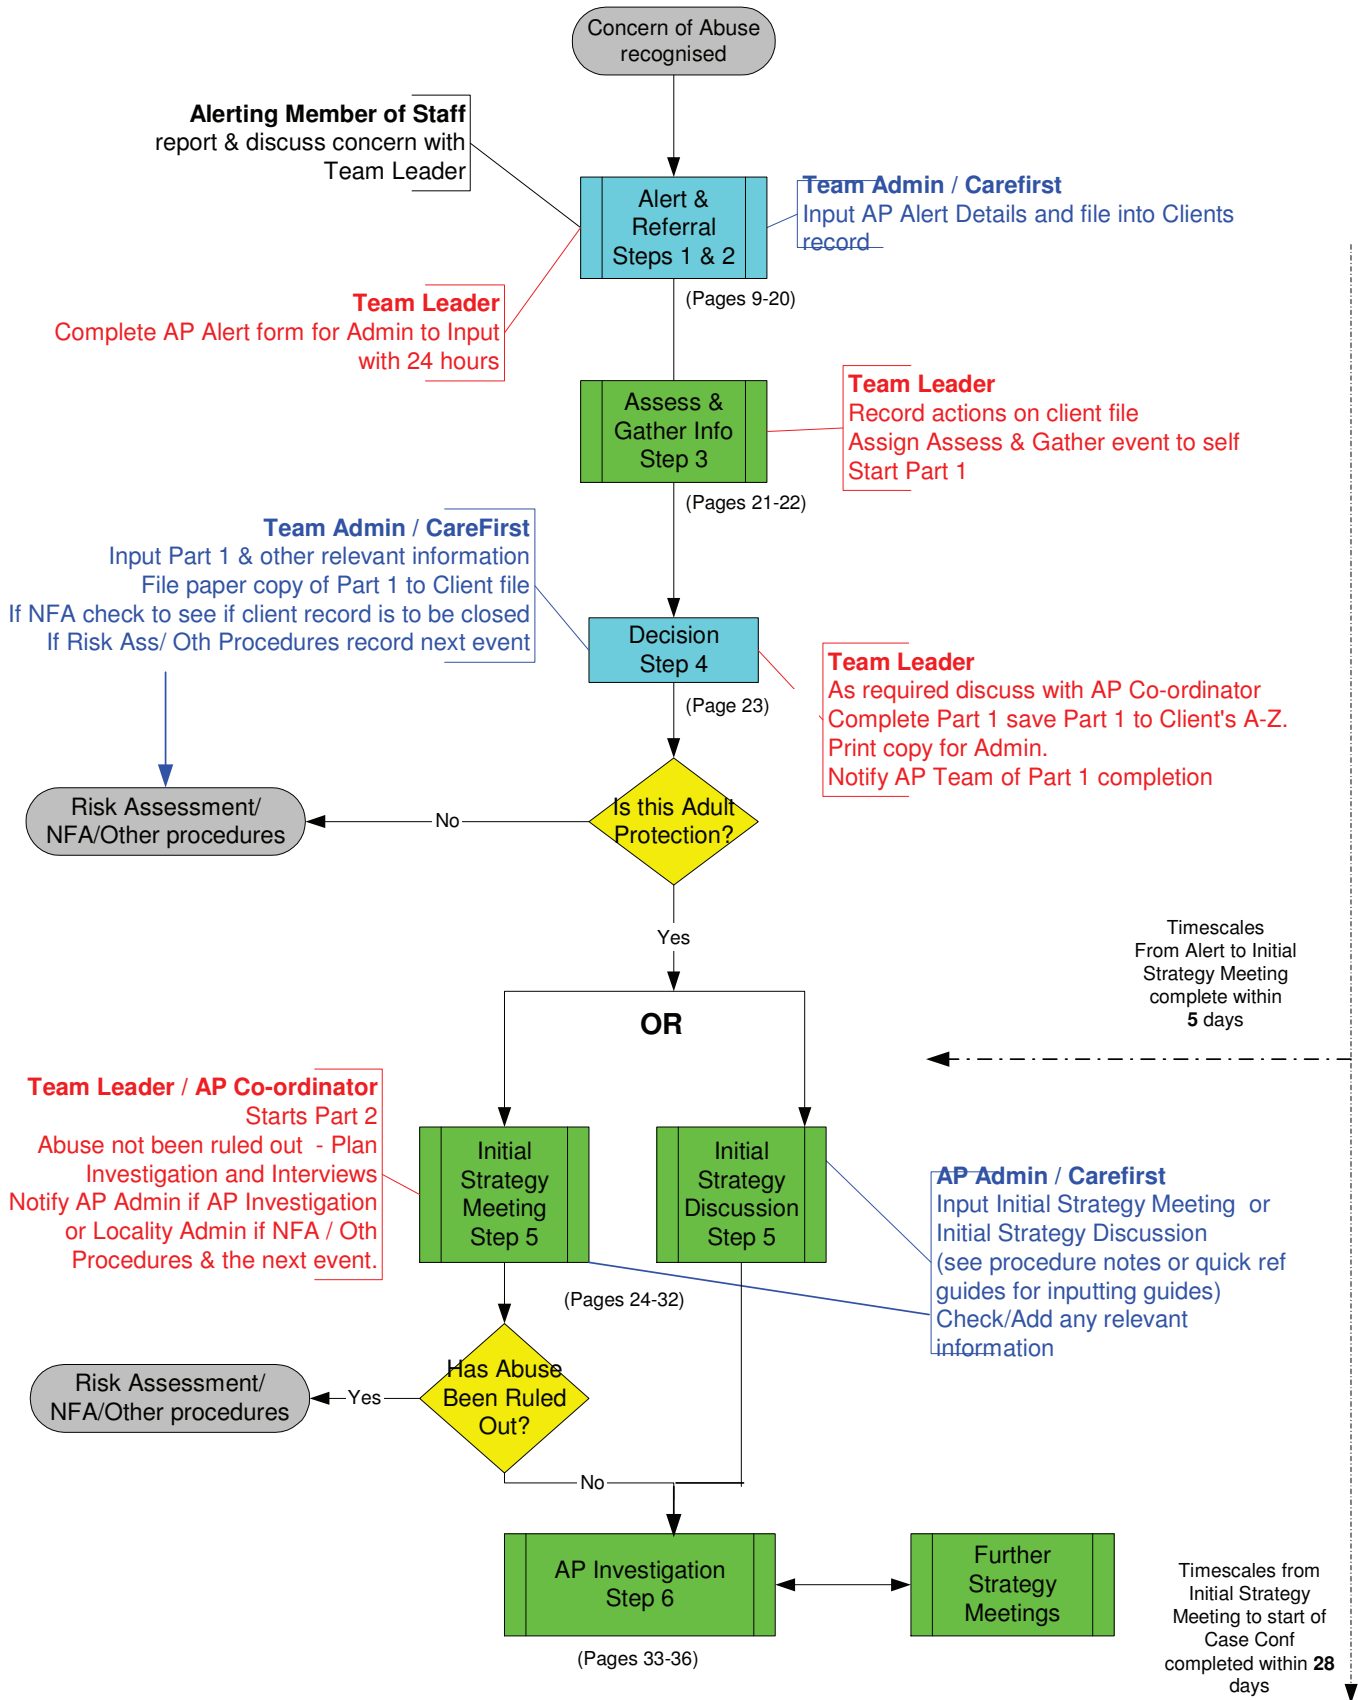 Concern of Abuse
recognised
Alerting Member of Staff
report & discuss concern with
Team Leader
Alert &
Referral
Steps 1 & 2
Team Admin / Carefirst
Input AP Alert Details and file into Clients
record
(Pages 9-20)
Team Leader
Complete AP Alert form for Admin to Input
with 24 hours
Assess &
Gather Info
Step 3
Team Leader
Record actions on client file
Assign Assess & Gather event to self
Start Part 1
(Pages 21-22)
Team Admin / CareFirst
Input Part 1 & other relevant information
File paper copy of Part 1 to Client file
If NFA check to see if client record is to be closed
If Risk Ass/ Oth Procedures record next event
Decision
Step 4
Team Leader
As required discuss with AP Co-ordinator
Complete Part 1 save Part 1 to Client's A-Z.
Print copy for Admin.
Notify AP Team of Part 1 completion
(Page 23)
Risk Assessment/
NFA/Other procedures
No
Is this Adult
Protection?
Yes
Timescales
From Alert to Initial
Strategy Meeting
complete within
5 days
OR
Team Leader / AP Co-ordinator
Starts Part 2
Abuse not been ruled out - Plan
Investigation and Interviews
Notify AP Admin if AP Investigation
or Locality Admin if NFA / Oth
Procedures & the next event.
Initial
Strategy
Meeting
Step 5
Initial
Strategy
Discussion
Step 5
AP Admin / Carefirst
Input Initial Strategy Meeting or
Initial Strategy Discussion
(see procedure notes or quick ref
guides for inputting guides)
Check/Add any relevant
information
(Pages 24-32)
Risk Assessment/
NFA/Other procedures
Yes
Has Abuse
Been Ruled
Out?
No
AP Investigation
Step 6
Further
Strategy
Meetings
(Pages 33-36)
Timescales from
Initial Strategy
Meeting to start of
Case Conf
completed within 28
days